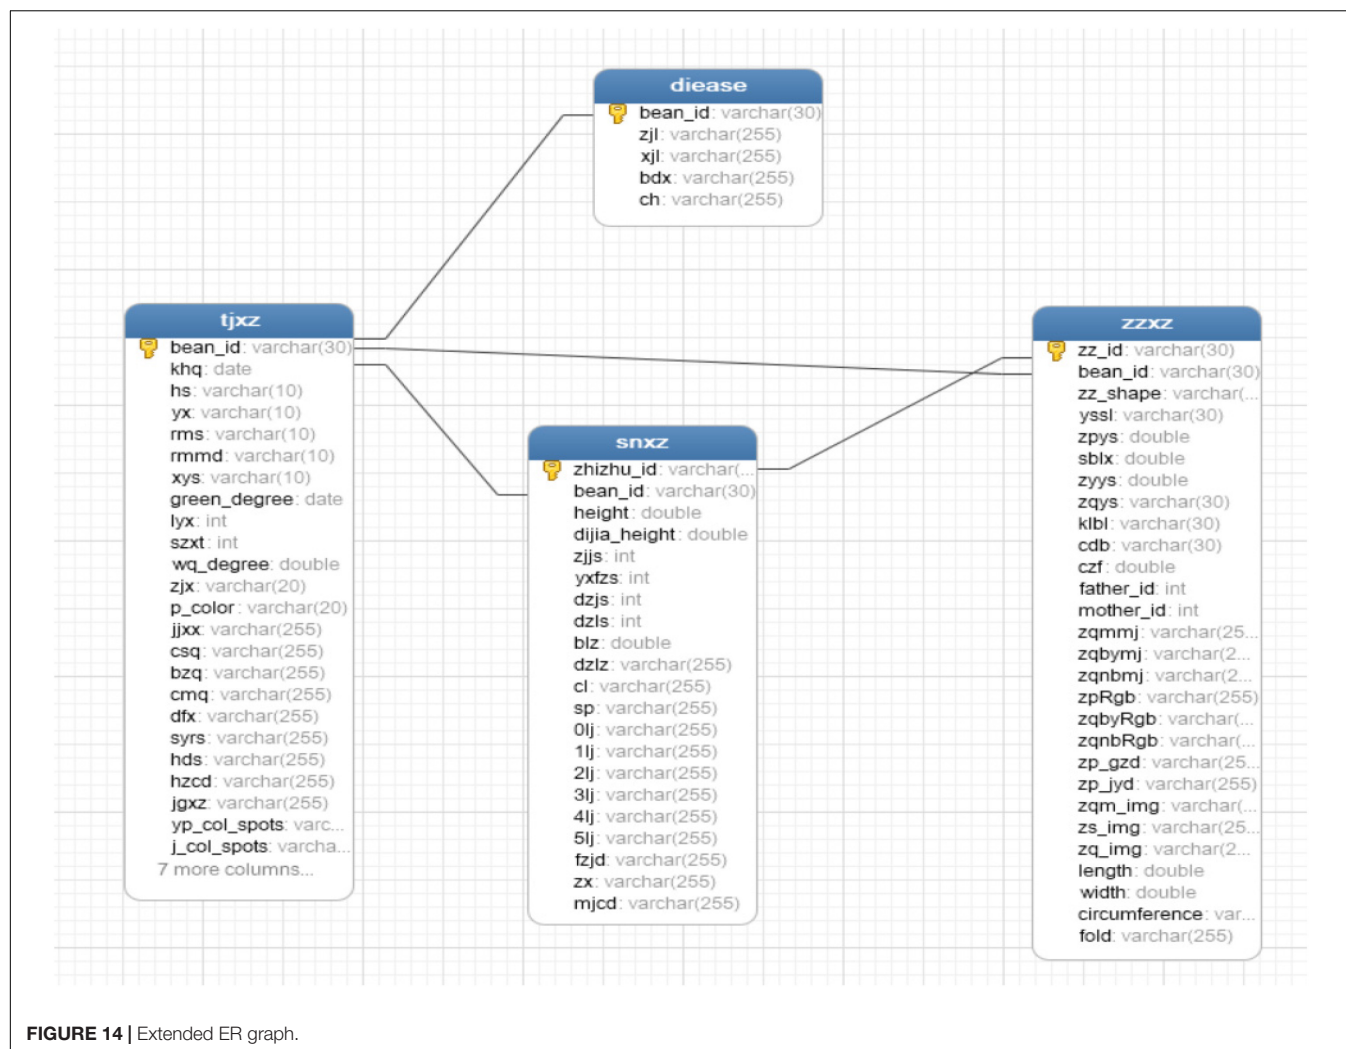 diease
bean_id: varchar(30)
zjl: varchar(255)
xjl: varchar(255)
bdx: varchar(255)
ch: varchar(255)
tjxz
bean_id: varchar(30)
khq: date
hs: varchar(10)
yx: varchar(10)
rms: varchar(10)
rmmd: varchar(10)
xys: varchar(10)
green_degree: date
lyx: int
szxt: int
wq_degree: double
zjx: varchar(20)
p_color: varchar(20)
jjxx: varchar(255)
csq: varchar(255)
bzq: varchar(255)
cmq: varchar(255)
dfx: varchar(255)
syrs: varchar(255)
hds: varchar(255)
hzcd: varchar(255)
jgxz: varchar(255)
yp_col_spots: varc...
j_col_spots: varcha...
7 more columns...
snxz
zhizhu_id: varchar(...
bean_id: varchar(30)
height: double
dijia_height: double
zjjs: int
yxfzs: int
dzjs: int
dzls: int
blz: double
dzlz: varchar(255)
cl: varchar(255)
sp: varchar(255)
0lj: varchar(255)
1lj: varchar(255)
2lj: varchar(255)
3lj: varchar(255)
4lj: varchar(255)
5lj: varchar(255)
fzjd: varchar(255)
zx: varchar(255)
mjcd: varchar(255)
zzxz
zz_id: varchar(30)
bean_id: varchar(30)
zz_shape: varchar(...
yssl: varchar(30)
zpys: double
sblx: double
zyys: double
zqys: varchar(30)
klbl: varchar(30)
cdb: varchar(30)
czf: double
father_id: int
mother_id: int
zqmmj: varchar(25...
zqbymj: varchar(2...
zqnbmj: varchar(2...
zpRgb: varchar(255)
zqbyRgb: varchar(...
zqnbRgb: varchar(...
zp_gzd: varchar(25...
zp_jyd: varchar(255)
zqm_img: varchar(...
zs_img: varchar(25...
zq_img: varchar(2...
length: double
width: double
circumference: var...
fold: varchar(255)
FIGURE 14 | Extended ER graph.